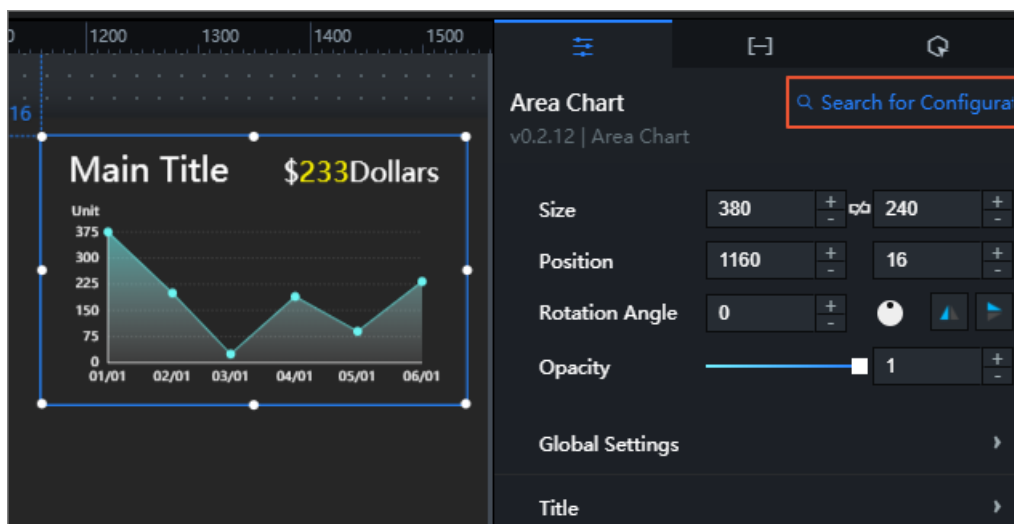 1200 1300 1400 1500
16
Main Title $233Dollars
Unit
375
300
225
150
75
0
01/01 02/01 03/01 04/01 05/01 06/01
Area Chart
Search for Configurat
v0.2.12 | Area Chart
Size 380 + - 240 + -
Position 1160 + - 16 + -
Rotation Angle 0 + -
Opacity 1 + -
Global Settings
Title